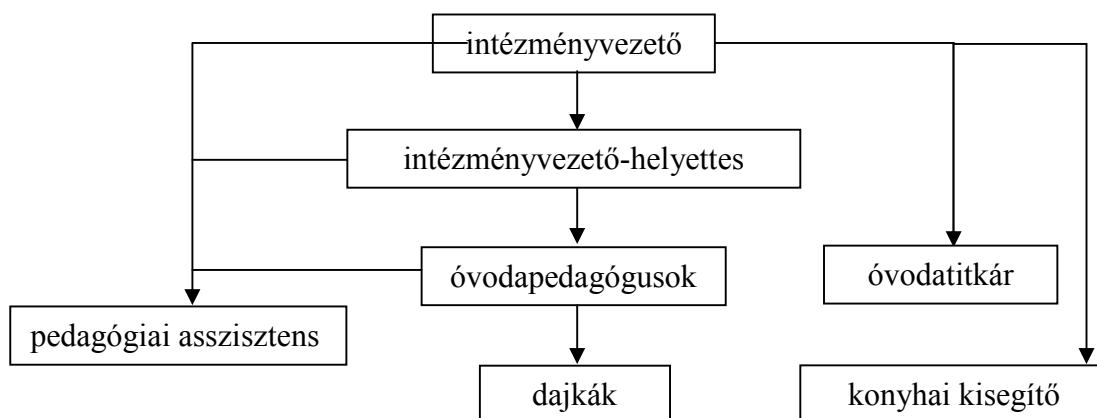 intézményvezető
intézményvezető-helyettes
óvodapedagógusok
óvodatitkár
pedagógiai asszisztens
dajkák
konyhai kisegítő